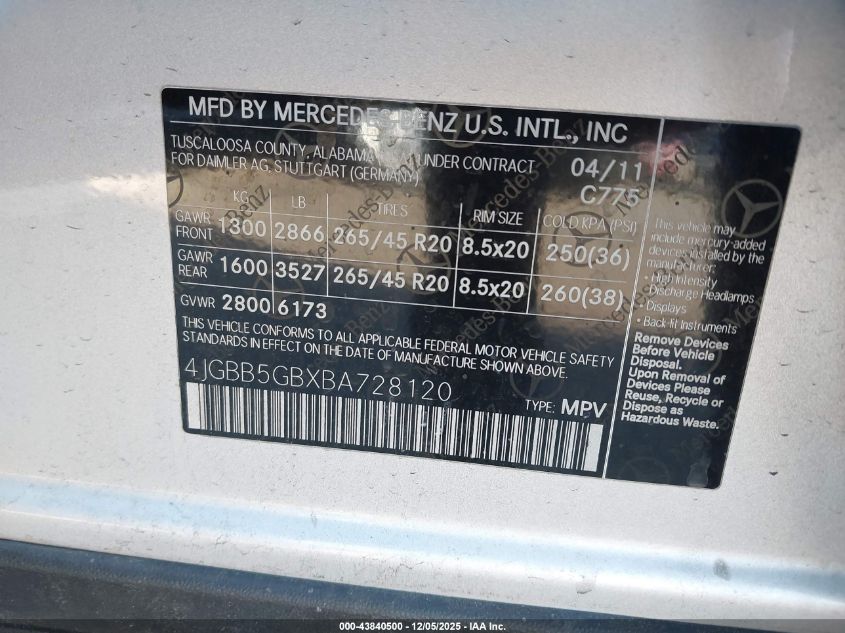 MFD BY MERCEDES-BENZ U.S. INTL., INC
TUSCALOOSA COUNTY, ALABAMA UNDER CONTRACT 04/11
FOR DAIMLER AG, STUTTGART (GERMANY) C775
KG LB TIRES RIM SIZE COLD KPA (PSI)
GAWR FRONT 1300 2866 265/45 R20 8.5x20 250(36)
GAWR REAR 1600 3527 265/45 R20 8.5x20 260(38)
GVWR 2800 6173
THIS VEHICLE CONFORMS TO ALL APPLICABLE FEDERAL MOTOR VEHICLE SAFETY
STANDARDS IN EFFECT ON THE DATE OF MANUFACTURE SHOWN ABOVE.
4JGBB5GBXBA728120
TYPE: MPV
This vehicle may
include mercury-added
devices installed by the
manufacturer:
• High Intensity
Discharge Headlamps
• Displays
• Back-lit Instruments
Remove Devices
Before Vehicle
Disposal.
Upon Removal of
Devices Please
Reuse, Recycle or
Dispose as
Hazardous Waste.
000-43840500 - 12/05/2025 - IAA Inc.